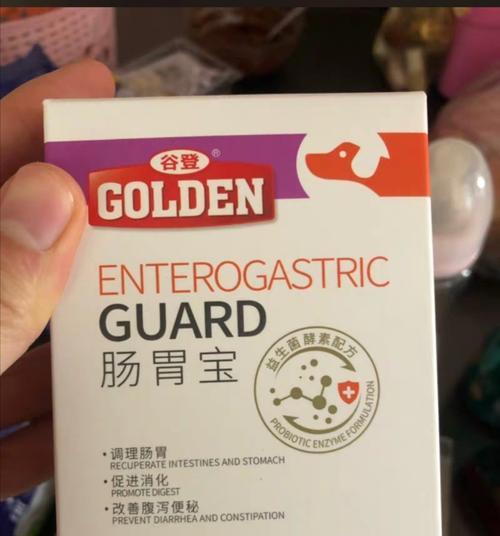 谷登®
GOLDEN
ENTEROGASTRIC
GUARD
肠胃宝
益生菌酵素配方
PROBIOTIC ENZYME FORMULATION
·调理肠胃
RECUPERATE INTESTINES AND STOMACH
·促进消化
PROMOTE DIGEST
·改善腹泻便秘
PREVENT DIARRHEA AND CONSTIPATION